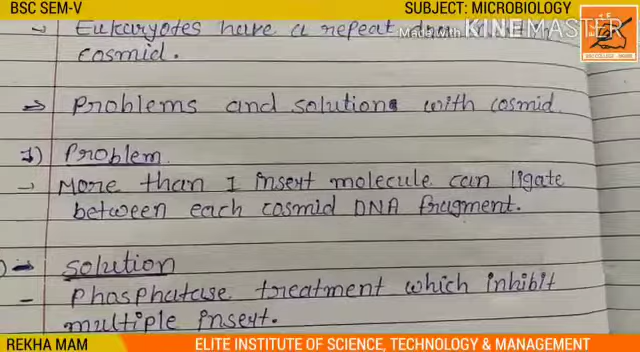 BSC SEM-V
SUBJECT: MICROBIOLOGY
Eukaryotes have a repeat
Made with KINEMASTER
cosmid.
Problems and solutions with cosmid
1) Problem
- More than 1 insert molecule can ligate
between each cosmid DNA fragment.
solution
- Phosphatase treatment which inhibit
multiple insert.
REKHA MAM
ELITE INSTITUTE OF SCIENCE, TECHNOLOGY & MANAGEMENT